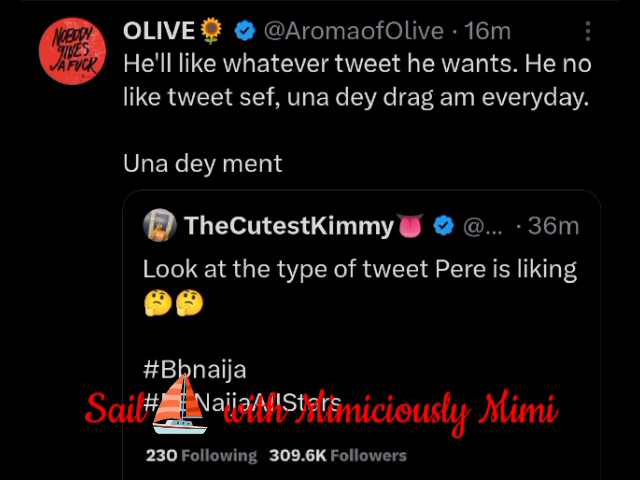 NOBODY
GIVES
A FUCK
OLIVE🌻 @AromaofOlive · 16m
He'll like whatever tweet he wants. He no
like tweet sef, una dey drag am everyday.
Una dey ment
TheCutestKimmy👅 @... · 36m
Look at the type of tweet Pere is liking
🤔🤔
#Bbnaija
#BBNaijaAllStars
Sail⛵ with Mimiciously Mimi
230 Following 309.6K Followers